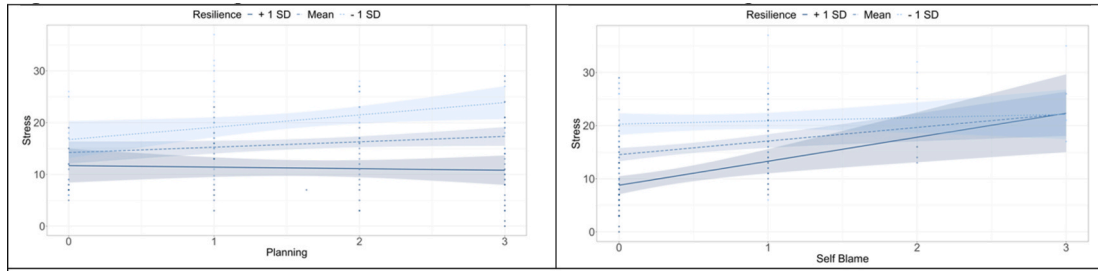 Resilience + 1 SD Mean - 1 SD
30
20
10
0
Stress
0 1 2 3
Planning
Resilience + 1 SD Mean - 1 SD
30
20
10
0
Stress
0 1 2 3
Self Blame